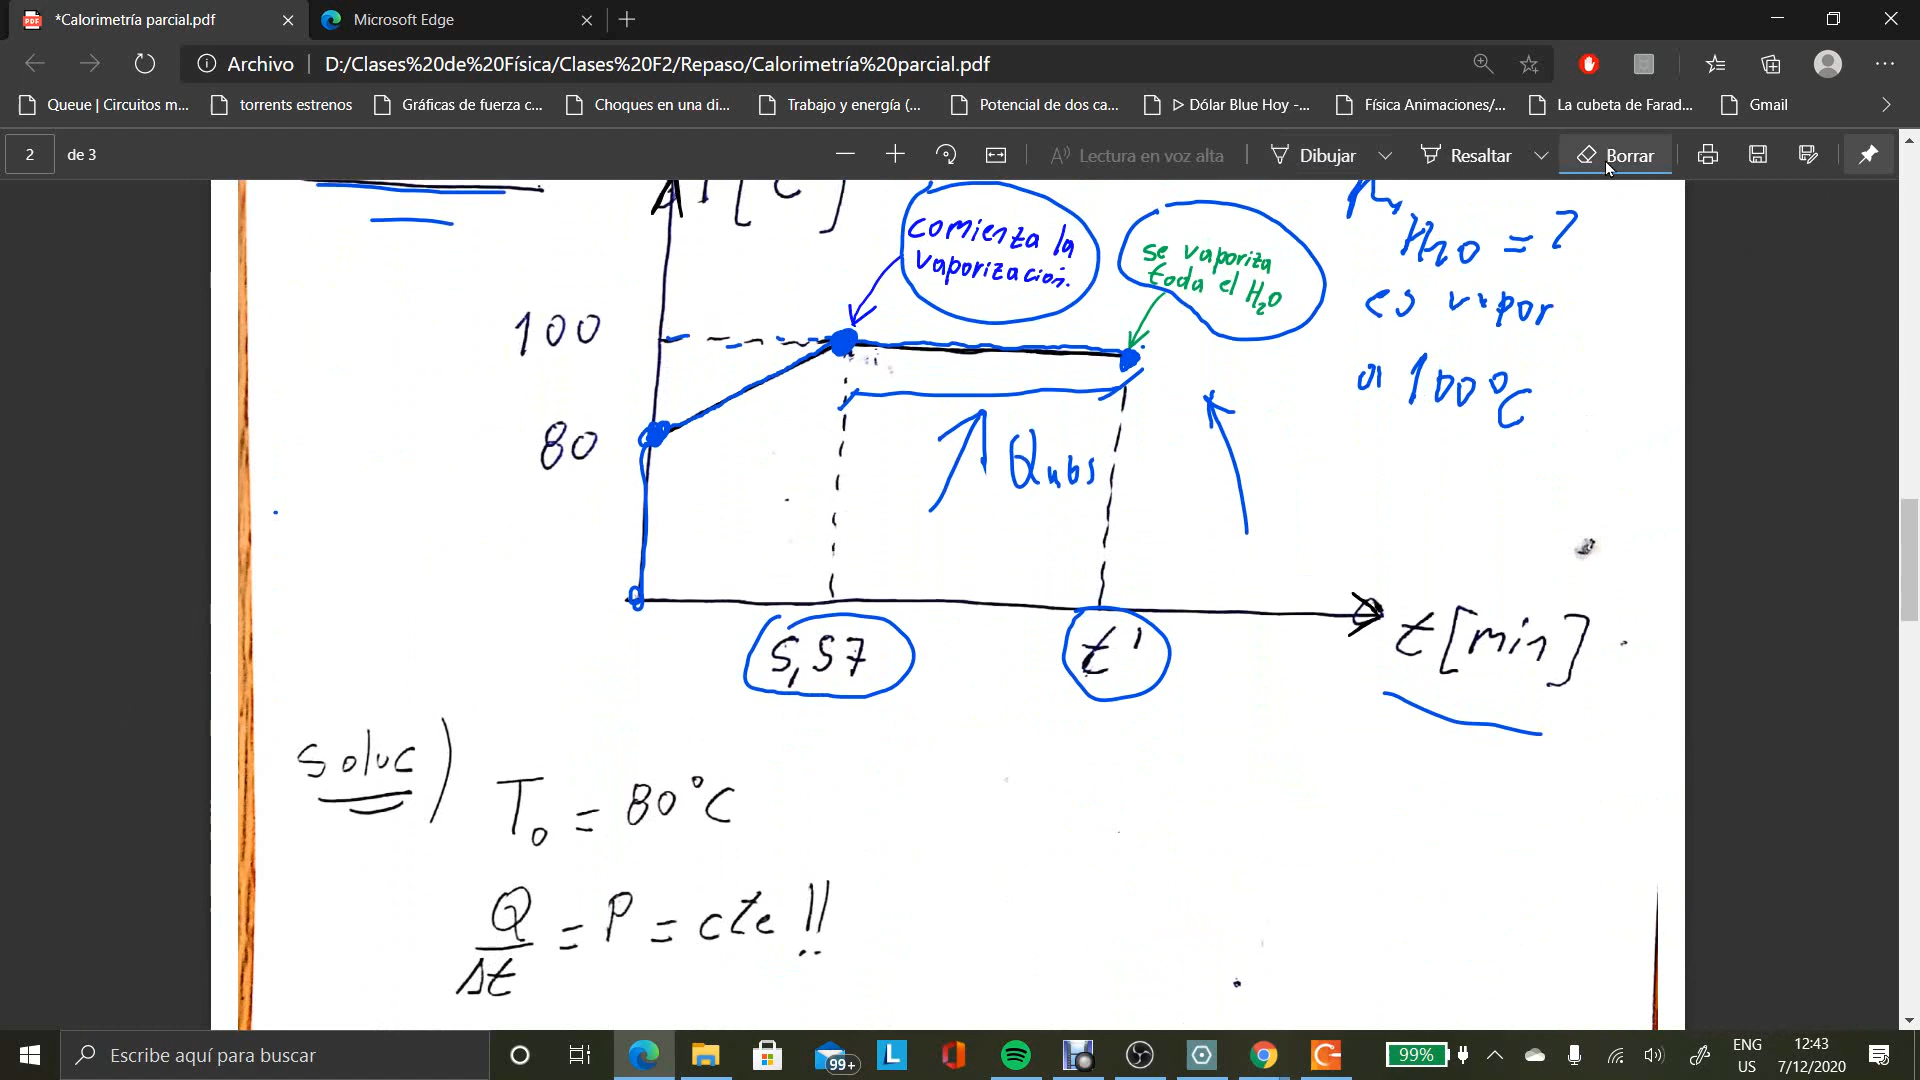 *Calorimetría parcial.pdf
Microsoft Edge
Archivo
D:/Clases%20de%20Física/Clases%20F2/Repaso/Calorimetría%20parcial.pdf
Queue | Circuitos m...
torrents estrenos
Gráficas de fuerza c...
Choques en una di...
Trabajo y energía (...
Potencial de dos ca...
▷ Dólar Blue Hoy -...
Física Animaciones/...
La cubeta de Farad...
Gmail
2
de 3
Lectura en voz alta
Dibujar
Resaltar
Borrar
comienza la
vaporización.
se vaporiza
toda el H₂O
H₂O = ?
es vapor
a 100°C
100
80
Qabs
5,57
t'
t[min]
soluc)
T₀ = 80°C
Q/Δt = P = cte !!
Escribe aquí para buscar
99+
99%
ENG
US
12:43
7/12/2020